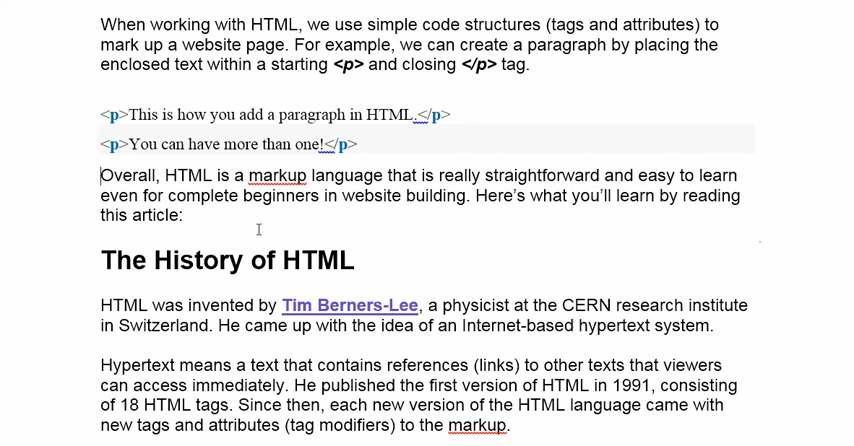 When working with HTML, we use simple code structures (tags and attributes) to
mark up a website page. For example, we can create a paragraph by placing the
enclosed text within a starting <p> and closing </p> tag.
<p>This is how you add a paragraph in HTML.</p>
<p>You can have more than one!</p>
Overall, HTML is a markup language that is really straightforward and easy to learn
even for complete beginners in website building. Here’s what you’ll learn by reading
this article:
The History of HTML
HTML was invented by Tim Berners-Lee, a physicist at the CERN research institute
in Switzerland. He came up with the idea of an Internet-based hypertext system.
Hypertext means a text that contains references (links) to other texts that viewers
can access immediately. He published the first version of HTML in 1991, consisting
of 18 HTML tags. Since then, each new version of the HTML language came with
new tags and attributes (tag modifiers) to the markup.